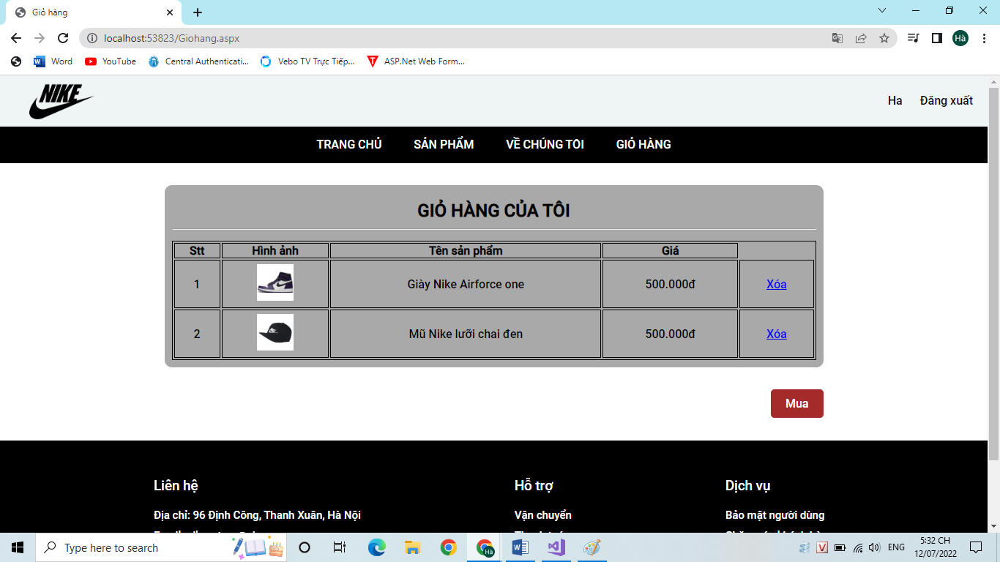 Giỏ hàng
localhost:53823/Giohang.aspx
Hà
Word
YouTube
Central Authenticati...
Vebo TV Trực Tiếp...
ASP.Net Web Form...
NIKE
Ha
Đăng xuất
TRANG CHỦ
SẢN PHẨM
VỀ CHÚNG TÔI
GIỎ HÀNG
GIỎ HÀNG CỦA TÔI
Stt Hình ảnh Tên sản phẩm Giá
1 Giày Nike Airforce one 500.000đ Xóa
2 Mũ Nike lưỡi chai đen 500.000đ Xóa
Mua
Liên hệ
Hỗ trợ
Dịch vụ
Địa chỉ: 96 Định Công, Thanh Xuân, Hà Nội
Vận chuyển
Bảo mật người dùng
Type here to search
Hà
ENG
5:32 CH
12/07/2022